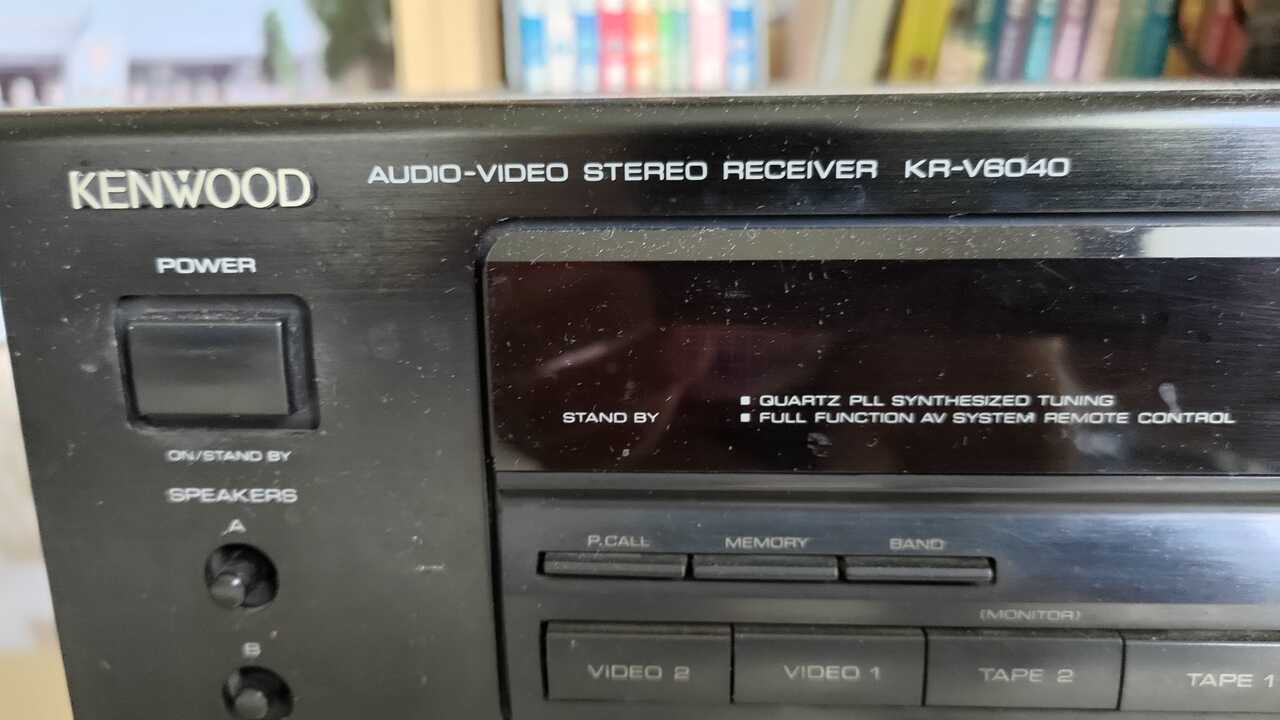 KENWOOD AUDIO-VIDEO STEREO RECEIVER KR-V6040
POWER
ON/STAND BY
SPEAKERS
A
B
STAND BY
QUARTZ PLL SYNTHESIZED TUNING
FULL FUNCTION AV SYSTEM REMOTE CONTROL
P.CALL MEMORY BAND
(MONITOR)
VIDEO 2 VIDEO 1 TAPE 2 TAPE 1